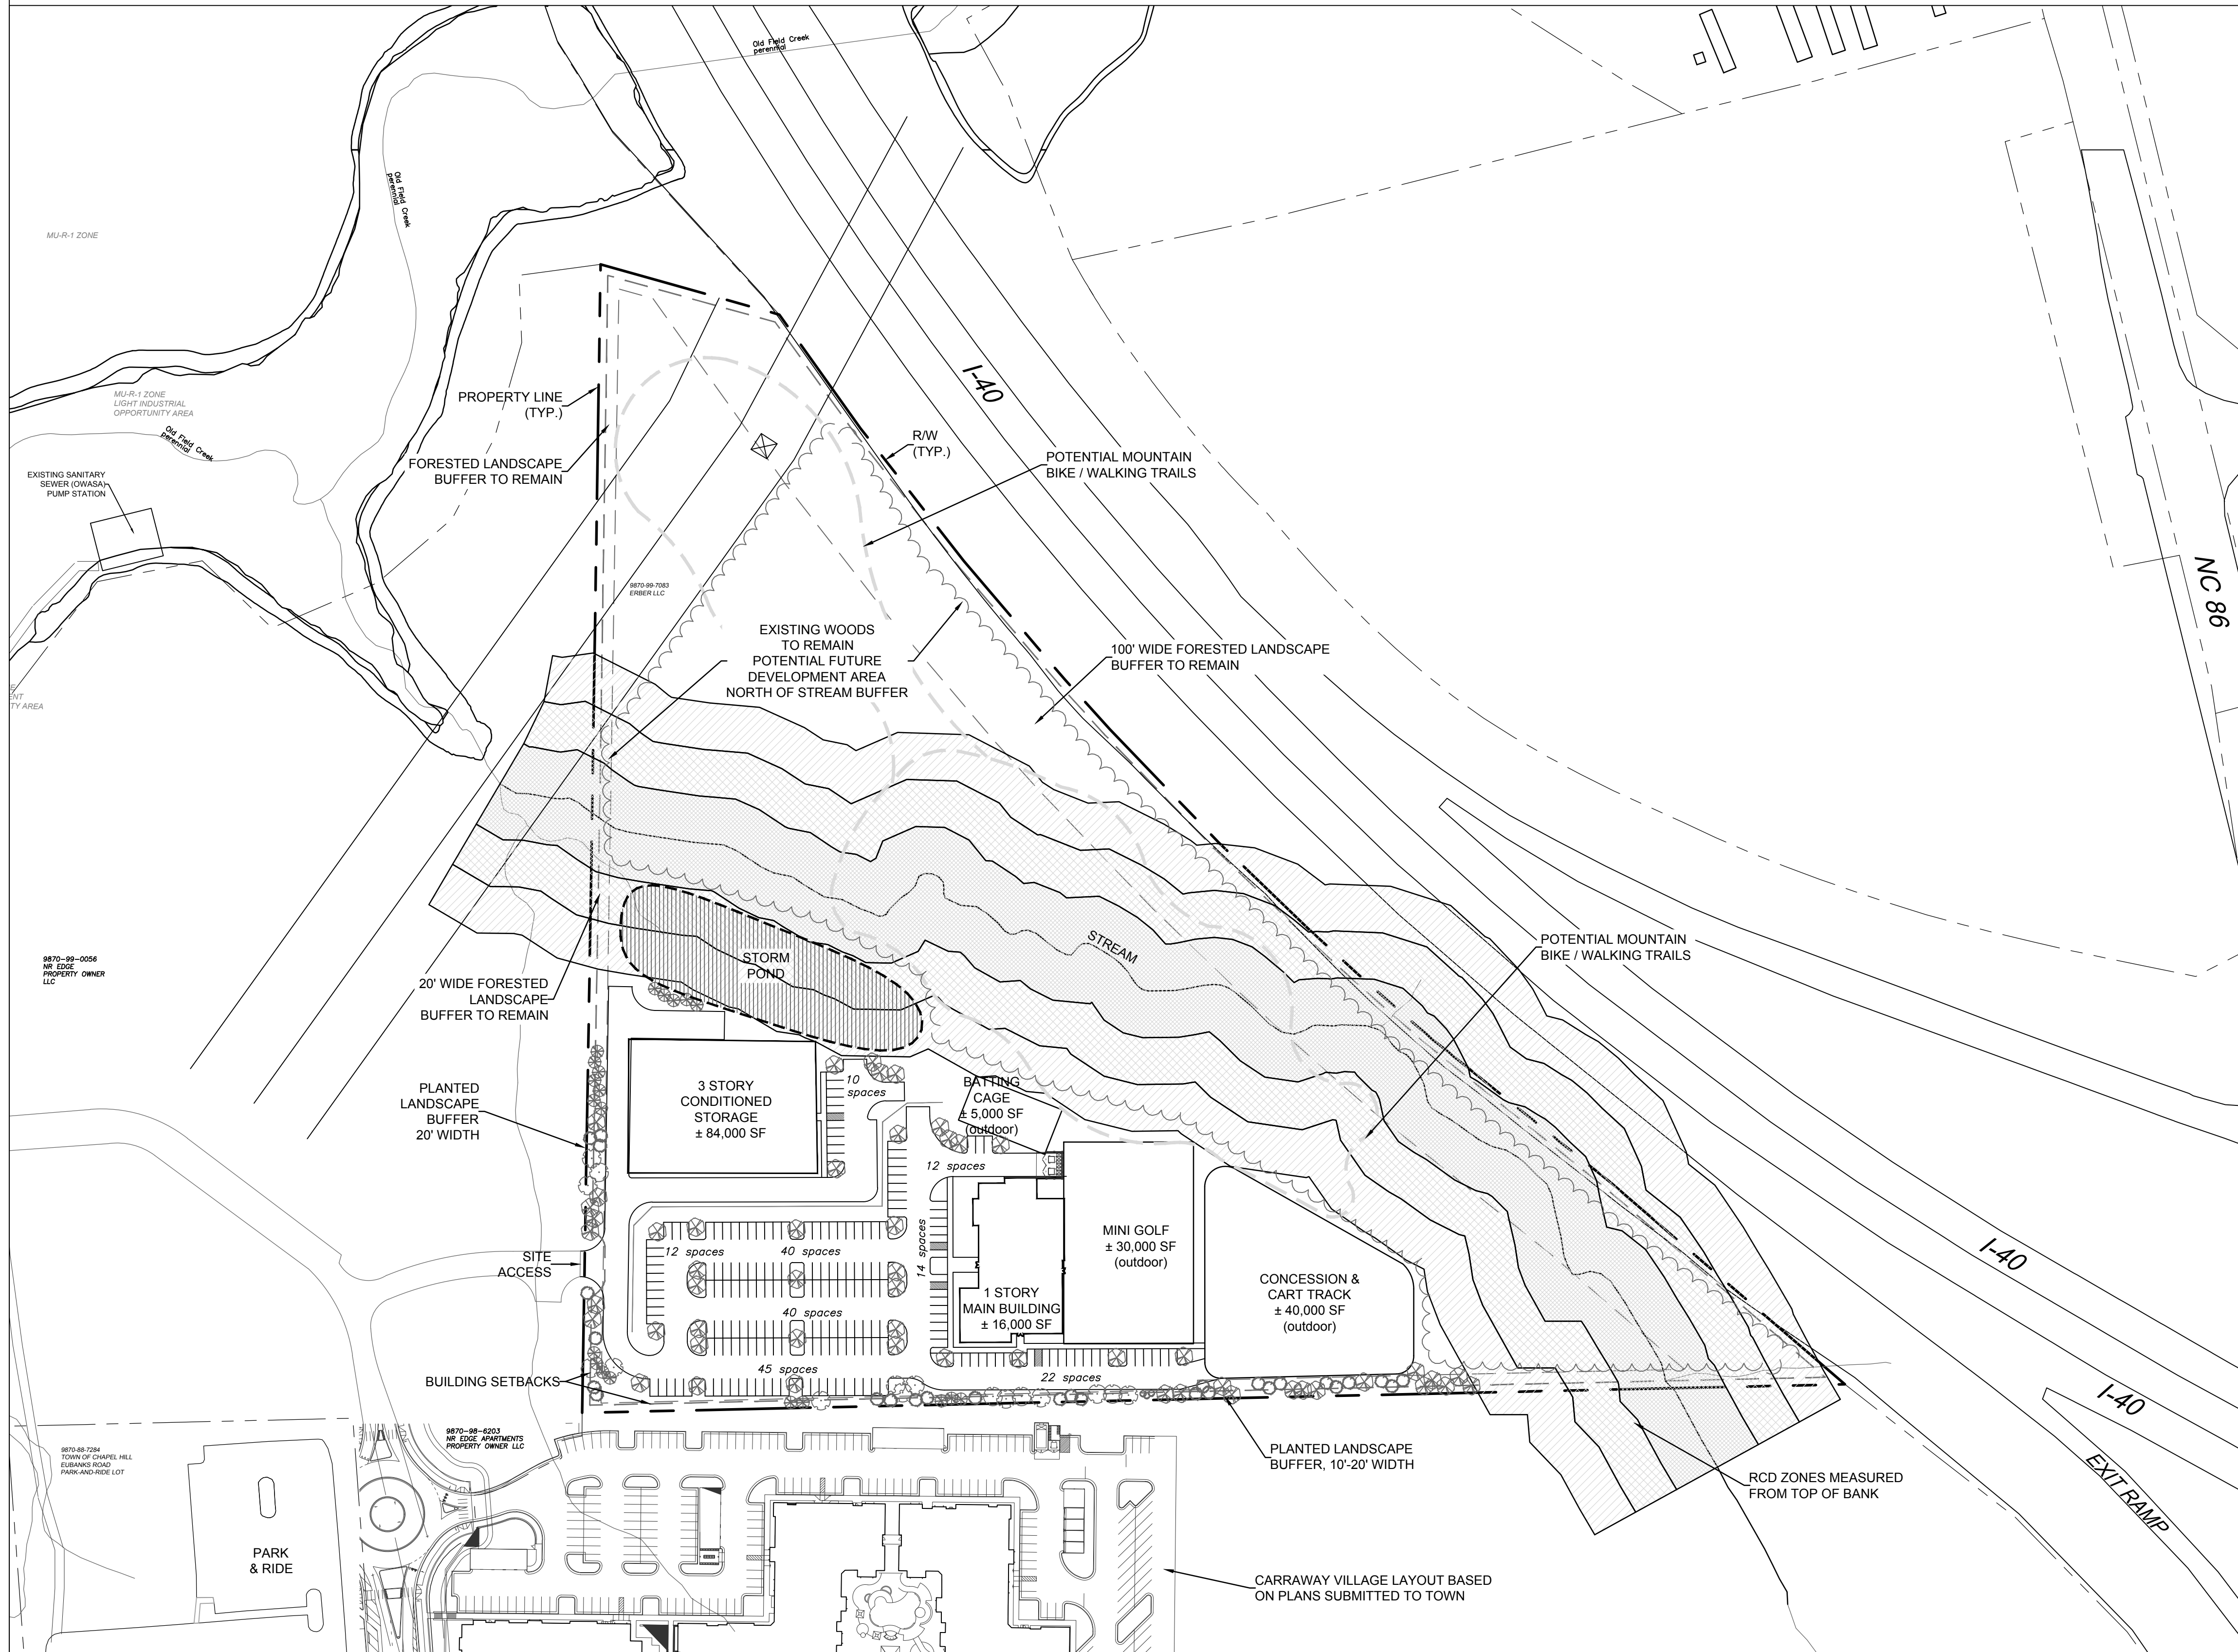 Old Field Creek
perennial
Old Field Creek
perennial
MU-R-1 ZONE
I-40
PROPERTY LINE
(TYP.)
MU-R-1 ZONE
LIGHT INDUSTRIAL
OPPORTUNITY AREA
Old Field Creek
perennial
R/W
(TYP.)
FORESTED LANDSCAPE
BUFFER TO REMAIN
POTENTIAL MOUNTAIN
BIKE / WALKING TRAILS
EXISTING SANITARY
SEWER (OWASA)
PUMP STATION
NC 86
9870-99-7083
ERBER LLC
EXISTING WOODS
TO REMAIN
POTENTIAL FUTURE
DEVELOPMENT AREA
NORTH OF STREAM BUFFER
100' WIDE FORESTED LANDSCAPE
BUFFER TO REMAIN
E
ENT
TY AREA
STREAM
POTENTIAL MOUNTAIN
BIKE / WALKING TRAILS
STORM
POND
9870-99-0056
NR EDGE
PROPERTY OWNER
LLC
20' WIDE FORESTED
LANDSCAPE
BUFFER TO REMAIN
PLANTED
LANDSCAPE
BUFFER
20' WIDTH
3 STORY
CONDITIONED
STORAGE
± 84,000 SF
10
spaces
BATTING
CAGE
± 5,000 SF
(outdoor)
12 spaces
MINI GOLF
± 30,000 SF
(outdoor)
SITE
ACCESS
12 spaces
40 spaces
14 spaces
I-40
CONCESSION &
CART TRACK
± 40,000 SF
(outdoor)
1 STORY
MAIN BUILDING
± 16,000 SF
40 spaces
45 spaces
22 spaces
BUILDING SETBACKS
I-40
9870-98-6203
NR EDGE APARTMENTS
PROPERTY OWNER LLC
9870-88-7284
TOWN OF CHAPEL HILL
EUBANKS ROAD
PARK-AND-RIDE LOT
PLANTED LANDSCAPE
BUFFER, 10'-20' WIDTH
RCD ZONES MEASURED
FROM TOP OF BANK
EXIT RAMP
PARK
& RIDE
CARRAWAY VILLAGE LAYOUT BASED
ON PLANS SUBMITTED TO TOWN